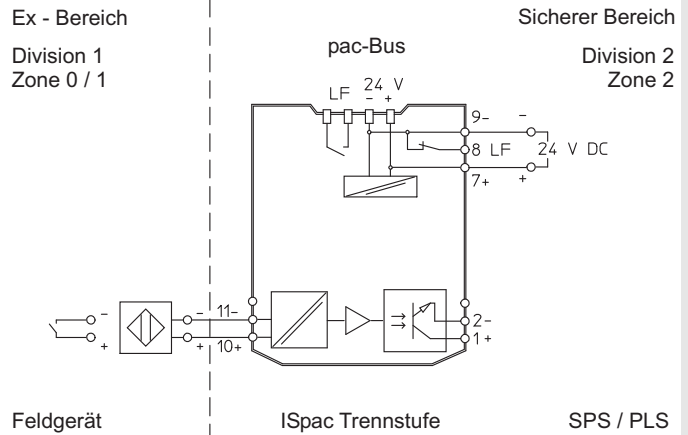 Ex - Bereich
Sicherer Bereich
Division 1
Zone 0 / 1
pac-Bus
Division 2
Zone 2
LF 24 V
- +
9- -
8 LF 24 V DC
7+ +
- - 11-
+ + 10+
2-
1+
Feldgerät
ISpac Trennstufe
SPS / PLS